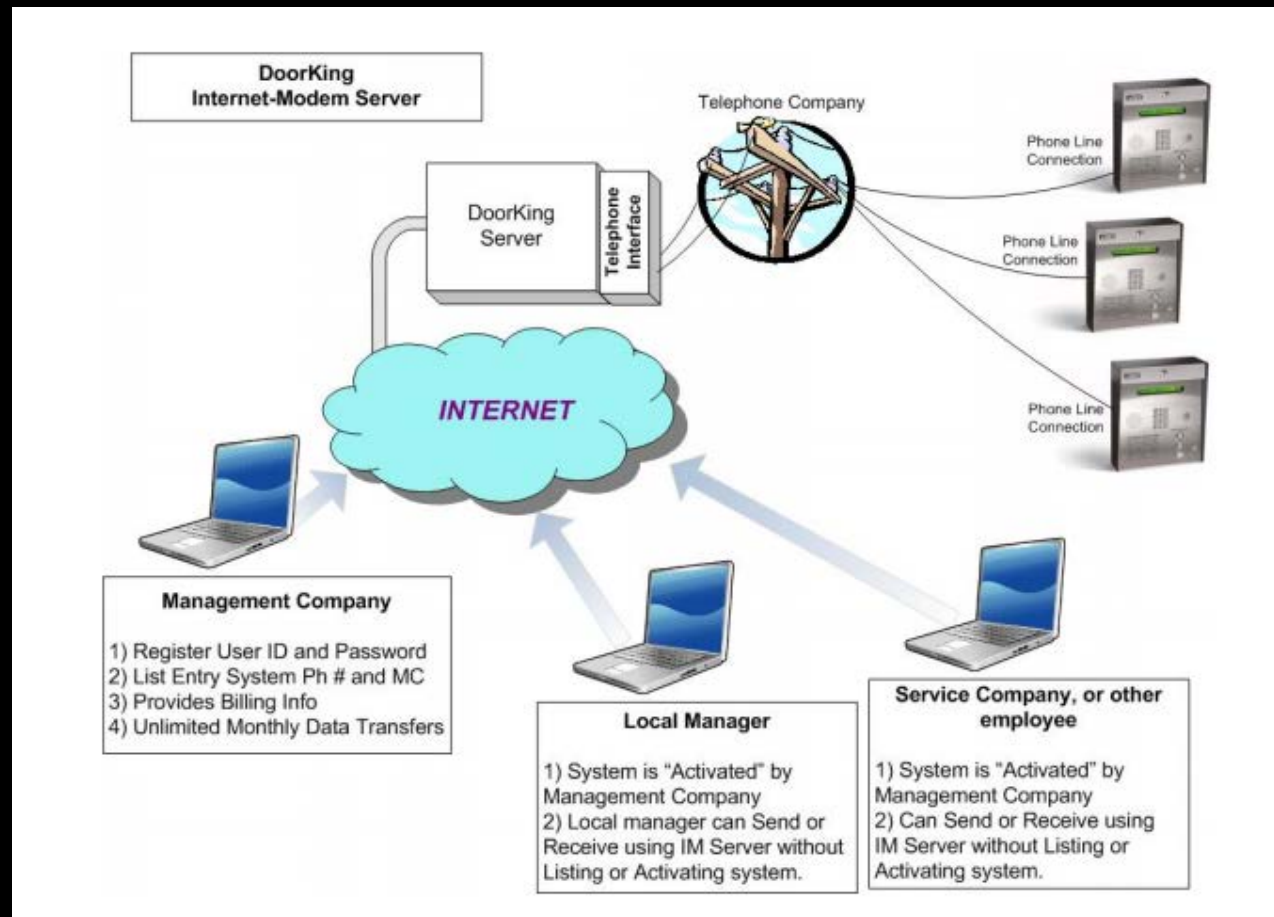 DoorKing
Internet-Modem Server
Telephone Company
Phone Line
Connection
DoorKing
Server
Telephone
Interface
Phone Line
Connection
Phone Line
Connection
INTERNET
Management Company
1) Register User ID and Password
2) List Entry System Ph # and MC
3) Provides Billing Info
4) Unlimited Monthly Data Transfers
Local Manager
1) System is “Activated” by
Management Company
2) Local manager can Send or
Receive using IM Server without
Listing or Activating system.
Service Company, or other
employee
1) System is “Activated” by
Management Company
2) Can Send or Receive using
IM Server without Listing or
Activating system.